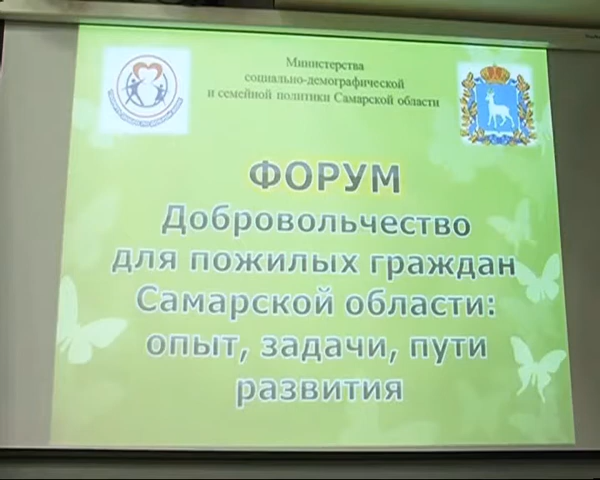 Министерства
социально-демографической
и семейной политики Самарской области
ФОРУМ
Добровольчество
для пожилых граждан
Самарской области:
опыт, задачи, пути
развития